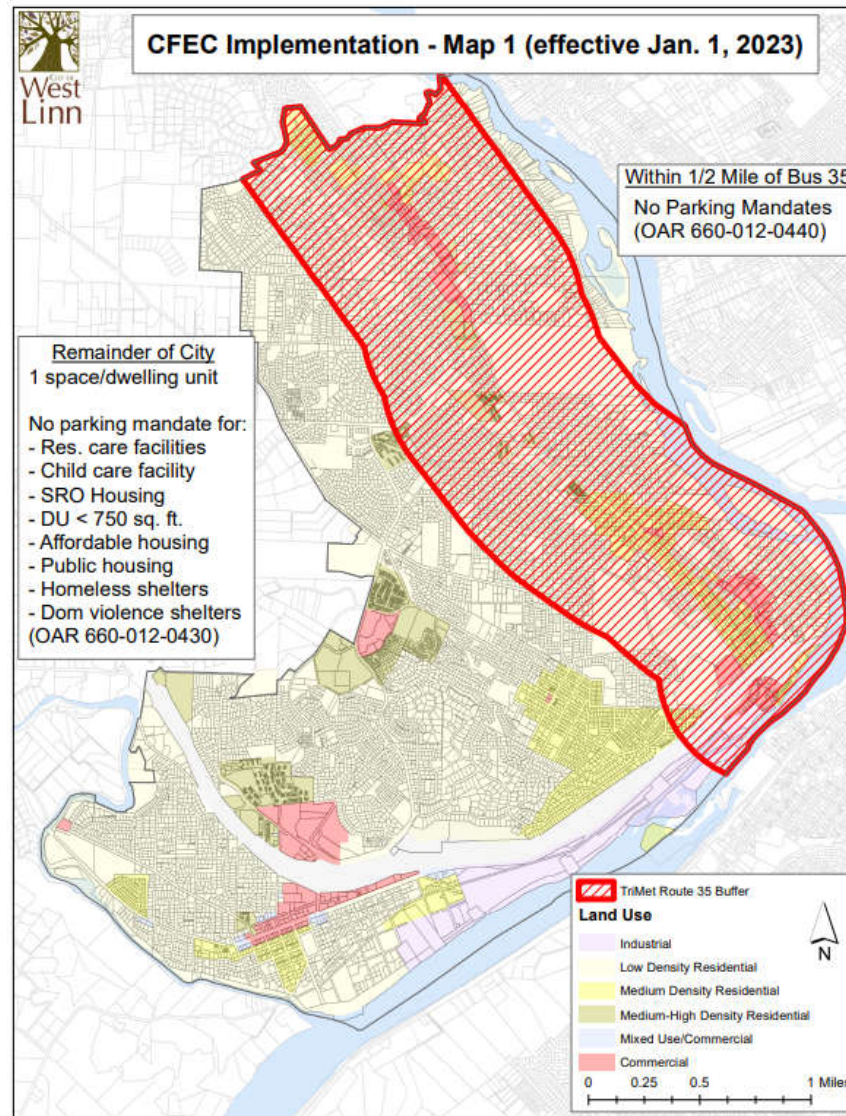 CITY OF
West
Linn
CFEC Implementation - Map 1 (effective Jan. 1, 2023)
Within 1/2 Mile of Bus 35
No Parking Mandates
(OAR 660-012-0440)
Remainder of City
1 space/dwelling unit
No parking mandate for:
- Res. care facilities
- Child care facility
- SRO Housing
- DU < 750 sq. ft.
- Affordable housing
- Public housing
- Homeless shelters
- Dom violence shelters
(OAR 660-012-0430)
TriMet Route 35 Buffer
Land Use
Industrial
Low Density Residential
Medium Density Residential
Medium-High Density Residential
Mixed Use/Commercial
Commercial
N
0 0.25 0.5 1 Miles